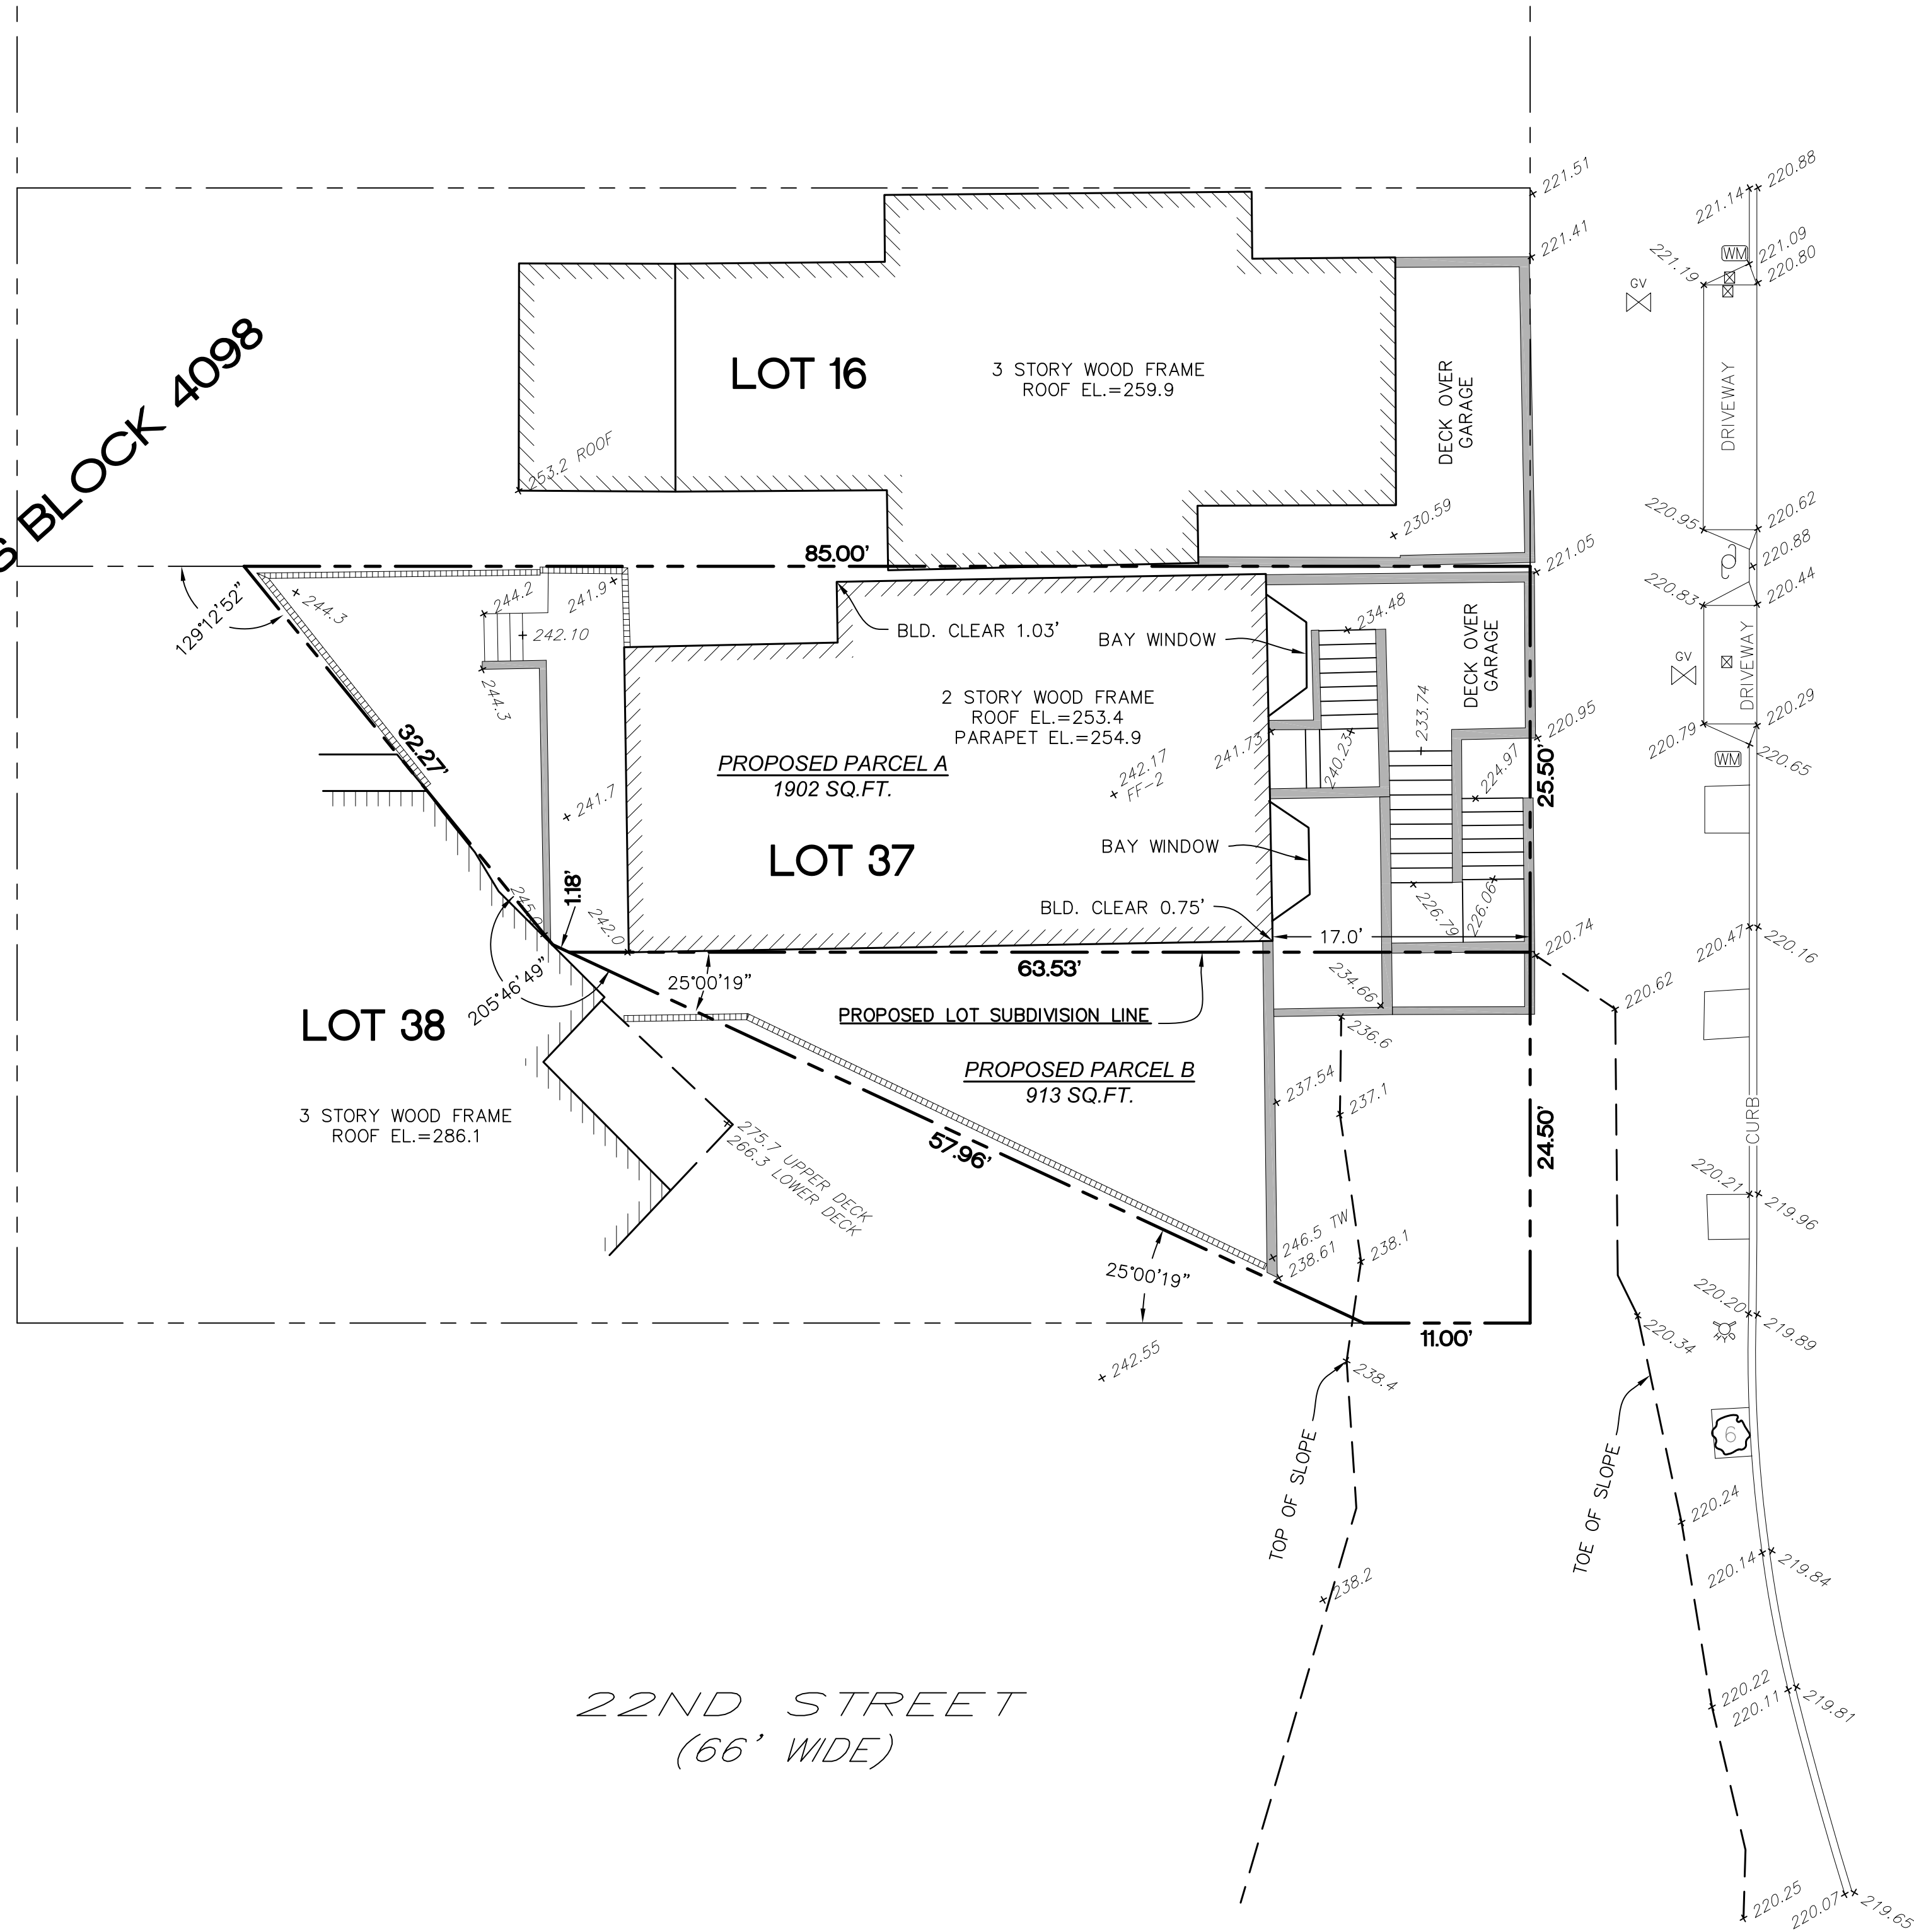 221.51
220.88
221.14
221.41
221.09
WM
220.80
221.19
GV
BLOCK 4098
LOT 16
3 STORY WOOD FRAME
ROOF EL.=259.9
DECK OVER
GARAGE
DRIVEWAY
253.2 ROOF
230.59
220.95
220.62
220.88
221.05
220.44
220.83
85.00'
129°12'52"
244.3
244.2
241.9
242.10
244.3
BLD. CLEAR 1.03'
BAY WINDOW
234.48
DECK OVER
GARAGE
GV
DRIVEWAY
2 STORY WOOD FRAME
ROOF EL.=253.4
PARAPET EL.=254.9
233.74
220.95
220.29
220.79
WM
220.65
32.27'
PROPOSED PARCEL A
1902 SQ.FT.
242.17
FF-2
241.73
240.23
224.97
25.50'
241.7
LOT 37
BAY WINDOW
1.18'
242.0
BLD. CLEAR 0.75'
226.79
226.06
17.0'
220.74
220.47
220.16
205°46'49"
25°00'19"
63.53'
234.66
220.62
LOT 38
PROPOSED LOT SUBDIVISION LINE
236.6
PROPOSED PARCEL B
913 SQ.FT.
237.54
237.1
CURB
3 STORY WOOD FRAME
ROOF EL.=286.1
275.7 UPPER DECK
266.3 LOWER DECK
57.96'
24.50'
220.21
219.96
246.5 TW
238.61
238.1
25°00'19"
220.20
219.89
HY
220.34
11.00'
242.55
238.4
6
TOP OF SLOPE
TOE OF SLOPE
220.24
220.14
219.84
238.2
22ND STREET
(66' WIDE)
220.22
220.11
219.81
220.25
220.07
219.65